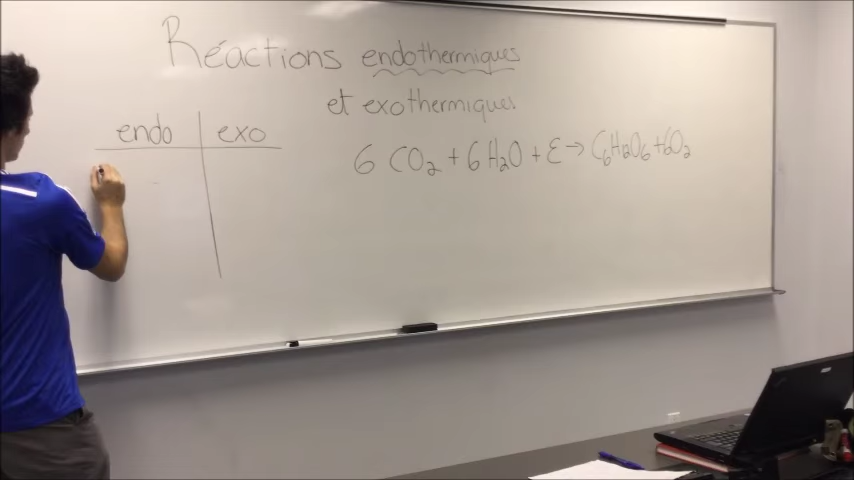 Réactions endothermiques
et exothermiques
endo exo
6 CO₂ + 6 H₂O + E → C₆H₁₂O₆ + 6O₂